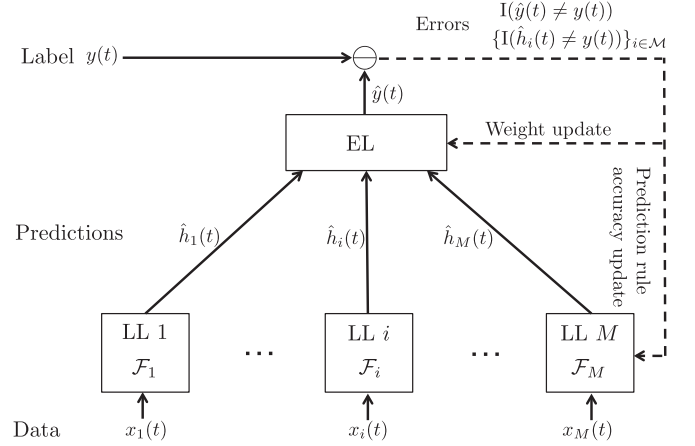 Errors I(ŷ(t) ≠ y(t))
{I(ĥ_i(t) ≠ y(t))}_{i∈ℳ}
Label y(t)
ŷ(t)
EL
Weight update
Prediction rule
accuracy update
Predictions ĥ_1(t) ĥ_i(t) ĥ_M(t)
LL 1 LL i LL M
ℱ_1 ... ℱ_i ... ℱ_M
Data x_1(t) x_i(t) x_M(t)